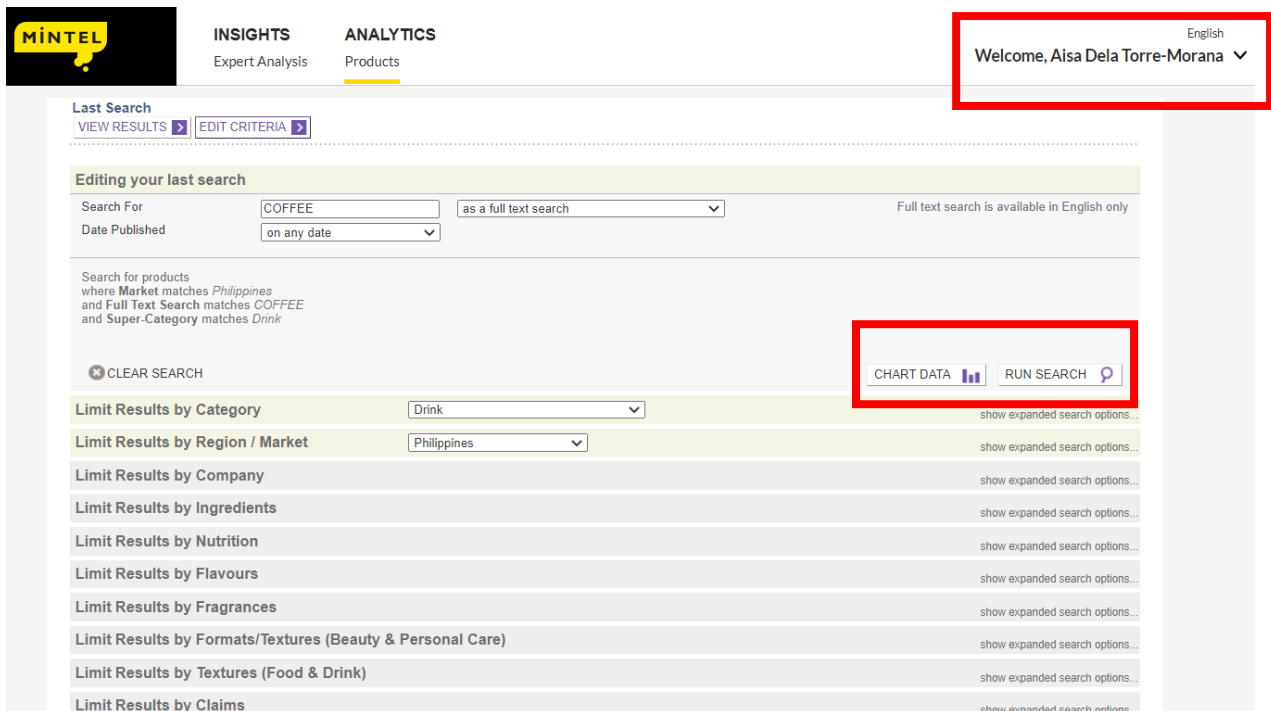 MINTEL
INSIGHTS
Expert Analysis
ANALYTICS
Products
English
Welcome, Aisa Dela Torre-Morana
Last Search
VIEW RESULTS EDIT CRITERIA
Editing your last search
Search For COFFEE as a full text search Full text search is available in English only
Date Published on any date
Search for products
where Market matches Philippines
and Full Text Search matches COFFEE
and Super-Category matches Drink
CLEAR SEARCH CHART DATA RUN SEARCH
Limit Results by Category Drink show expanded search options...
Limit Results by Region / Market Philippines show expanded search options...
Limit Results by Company show expanded search options...
Limit Results by Ingredients show expanded search options...
Limit Results by Nutrition show expanded search options...
Limit Results by Flavours show expanded search options...
Limit Results by Fragrances show expanded search options...
Limit Results by Formats/Textures (Beauty & Personal Care) show expanded search options...
Limit Results by Textures (Food & Drink) show expanded search options...
Limit Results by Claims show expanded search options...